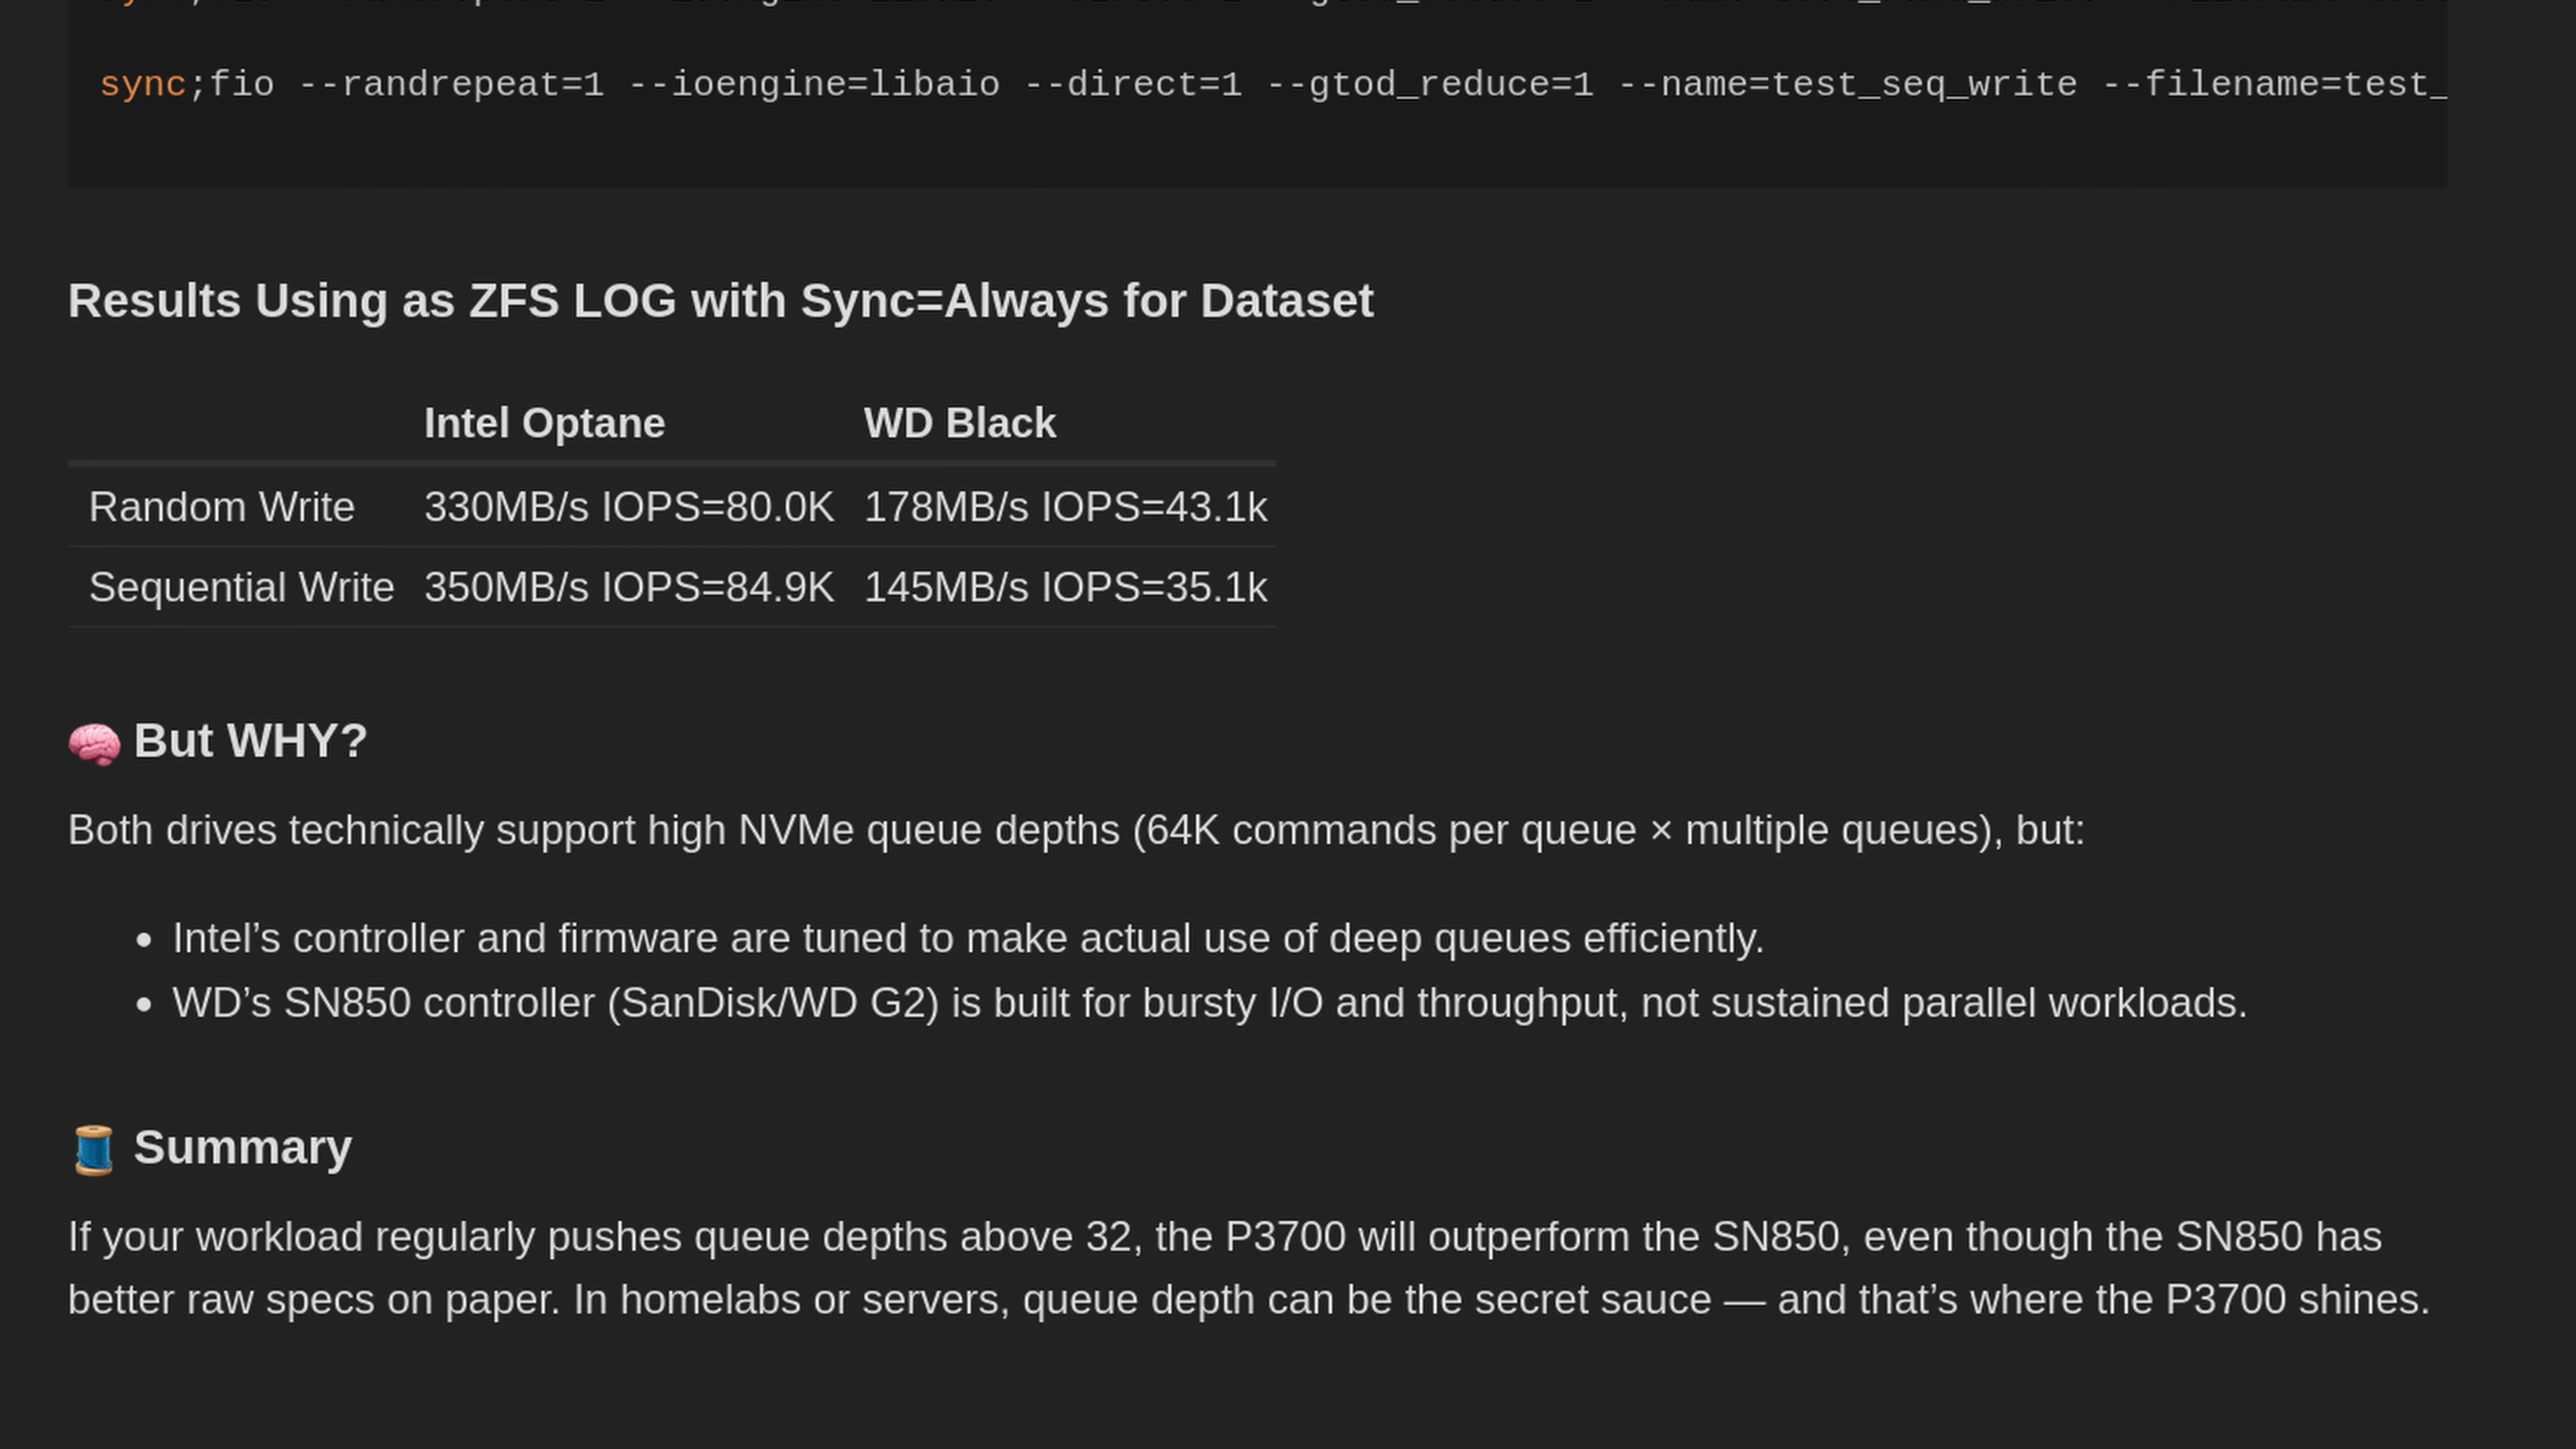 sync;fio --randrepeat=1 --ioengine=libaio --direct=1 --gtod_reduce=1 --name=test_seq_write --filename=test_
Results Using as ZFS LOG with Sync=Always for Dataset
Intel Optane WD Black
Random Write 330MB/s IOPS=80.0K 178MB/s IOPS=43.1k
Sequential Write 350MB/s IOPS=84.9K 145MB/s IOPS=35.1k
🧠 But WHY?
Both drives technically support high NVMe queue depths (64K commands per queue × multiple queues), but:
• Intel’s controller and firmware are tuned to make actual use of deep queues efficiently.
• WD’s SN850 controller (SanDisk/WD G2) is built for bursty I/O and throughput, not sustained parallel workloads.
🧵 Summary
If your workload regularly pushes queue depths above 32, the P3700 will outperform the SN850, even though the SN850 has
better raw specs on paper. In homelabs or servers, queue depth can be the secret sauce — and that’s where the P3700 shines.